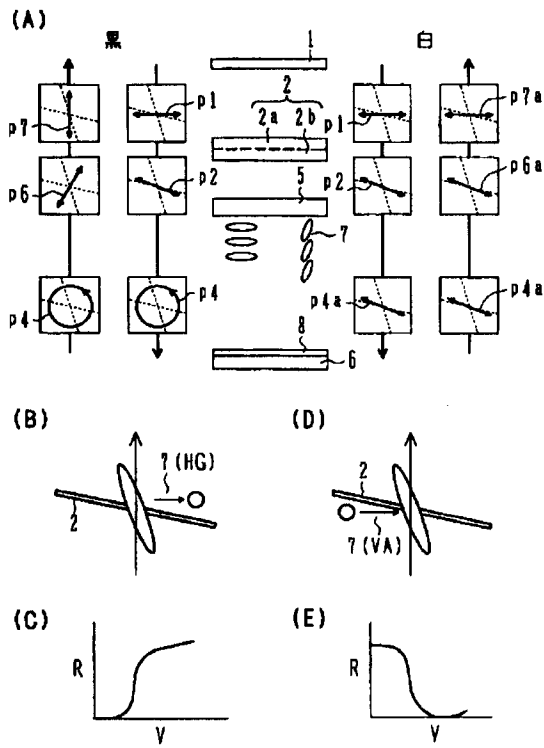 (A)
黒
白
1
2
2a 2b
p7
p1
p1
p7a
p6
p2
5
p2
p6a
7
p4
p4
p4a
p4a
8
6
(B)
(D)
7 (HG)
2
2
7 (VA)
(C)
(E)
R
V
R
V